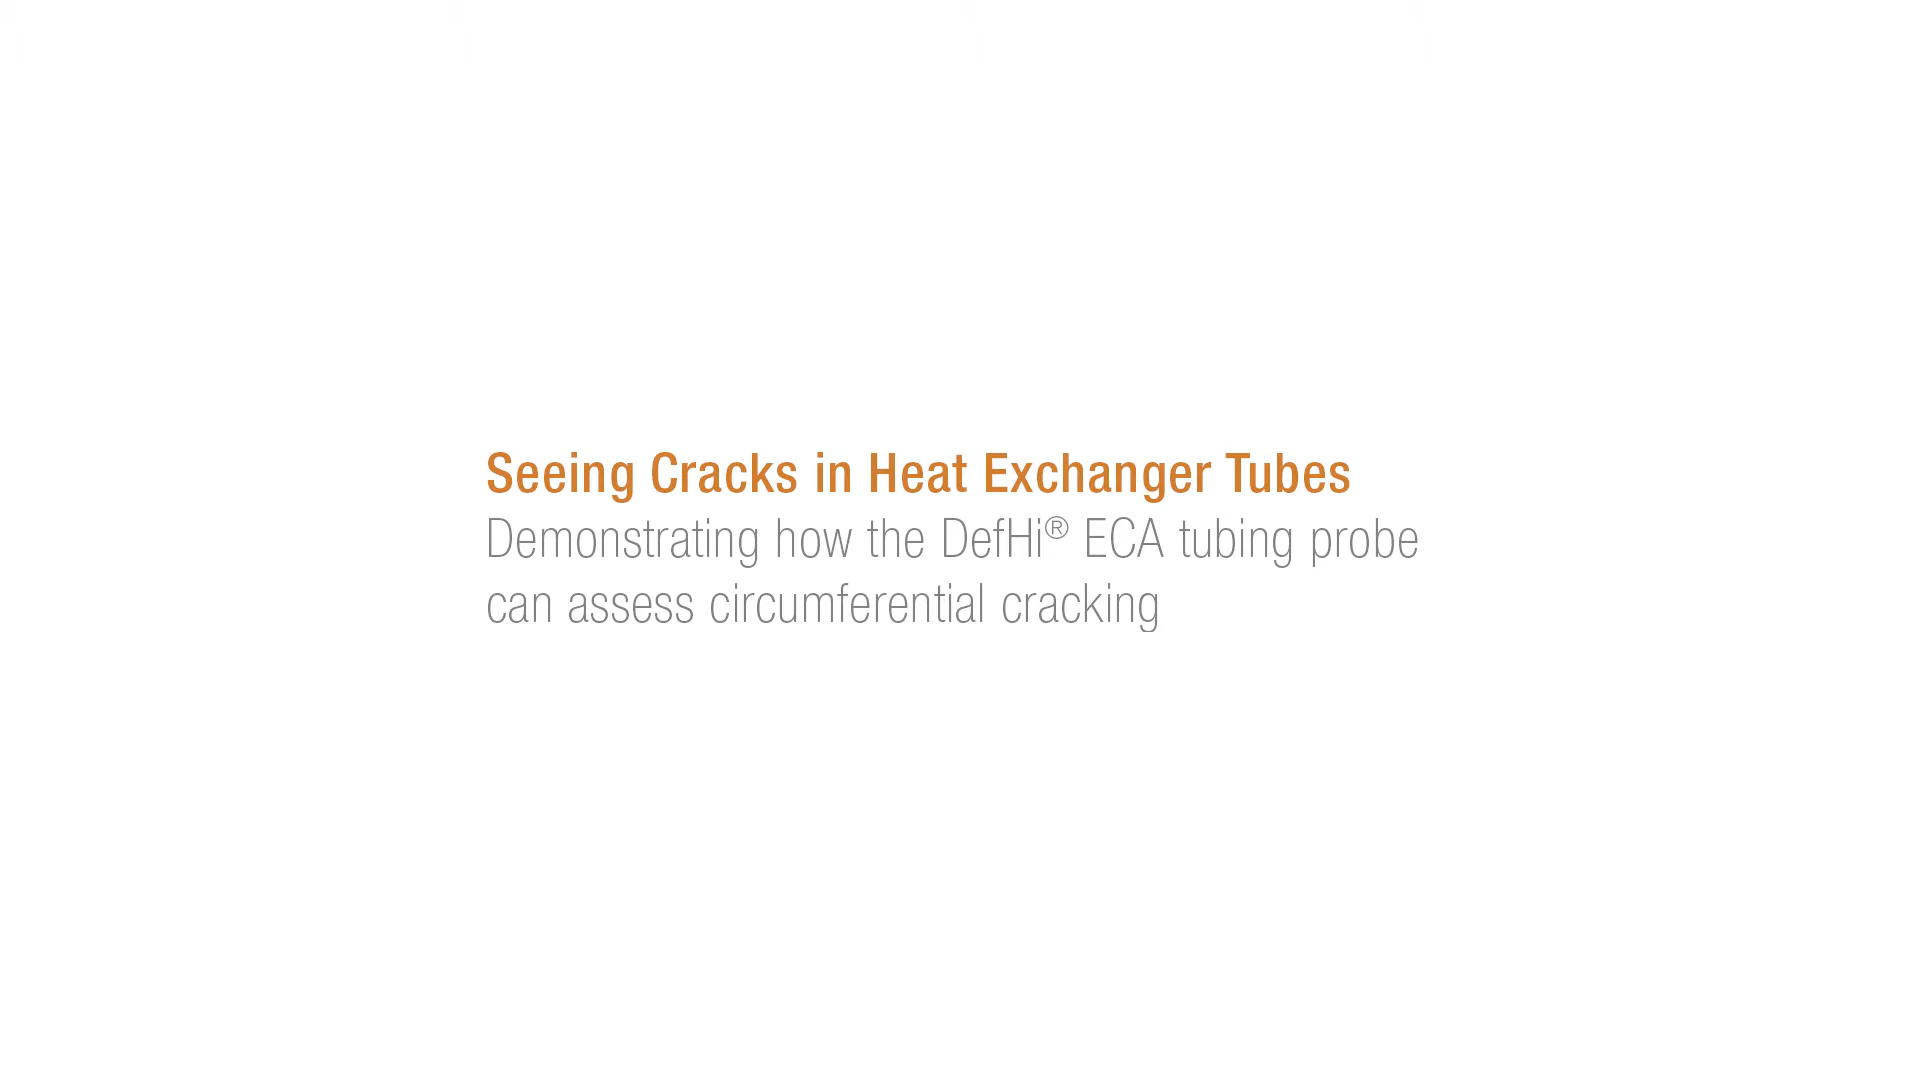 Seeing Cracks in Heat Exchanger Tubes
Demonstrating how the DefHi® ECA tubing probe
can assess circumferential cracking